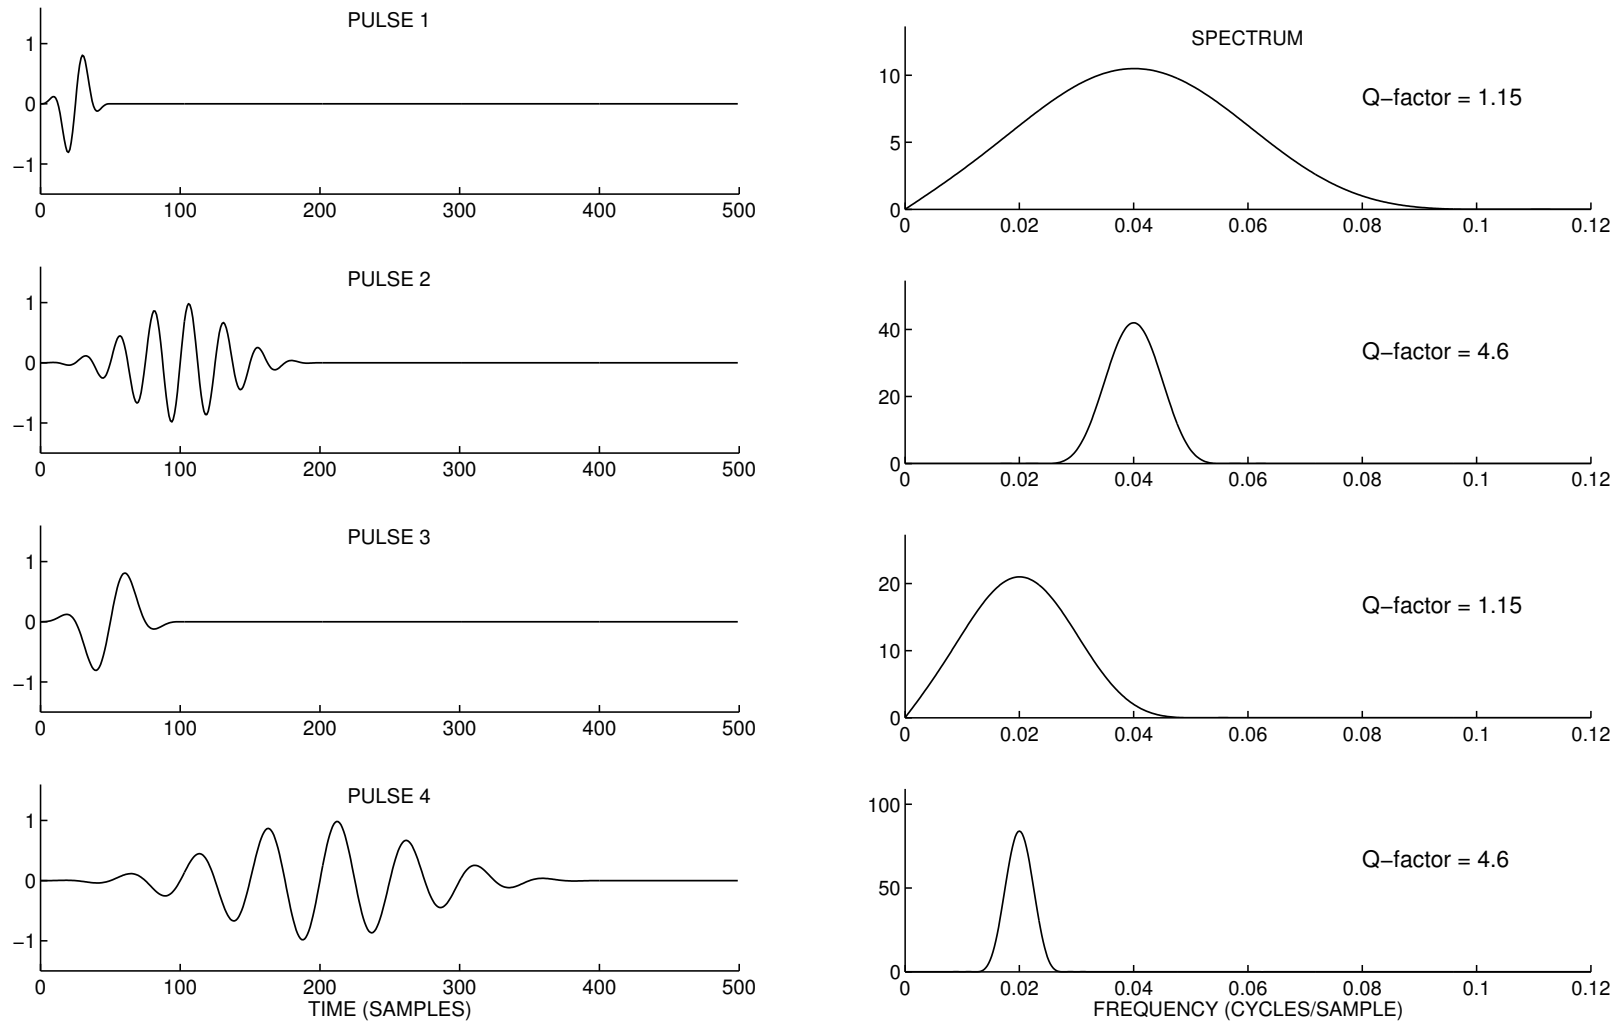 PULSE 1
1
0
−1
0 100 200 300 400 500
SPECTRUM
10
Q−factor = 1.15
5
0
0 0.02 0.04 0.06 0.08 0.1 0.12
PULSE 2
1
0
−1
0 100 200 300 400 500
40
Q−factor = 4.6
20
0
0 0.02 0.04 0.06 0.08 0.1 0.12
PULSE 3
1
0
−1
0 100 200 300 400 500
20
Q−factor = 1.15
10
0
0 0.02 0.04 0.06 0.08 0.1 0.12
PULSE 4
1
0
−1
0 100 200 300 400 500
TIME (SAMPLES)
100
Q−factor = 4.6
50
0
0 0.02 0.04 0.06 0.08 0.1 0.12
FREQUENCY (CYCLES/SAMPLE)